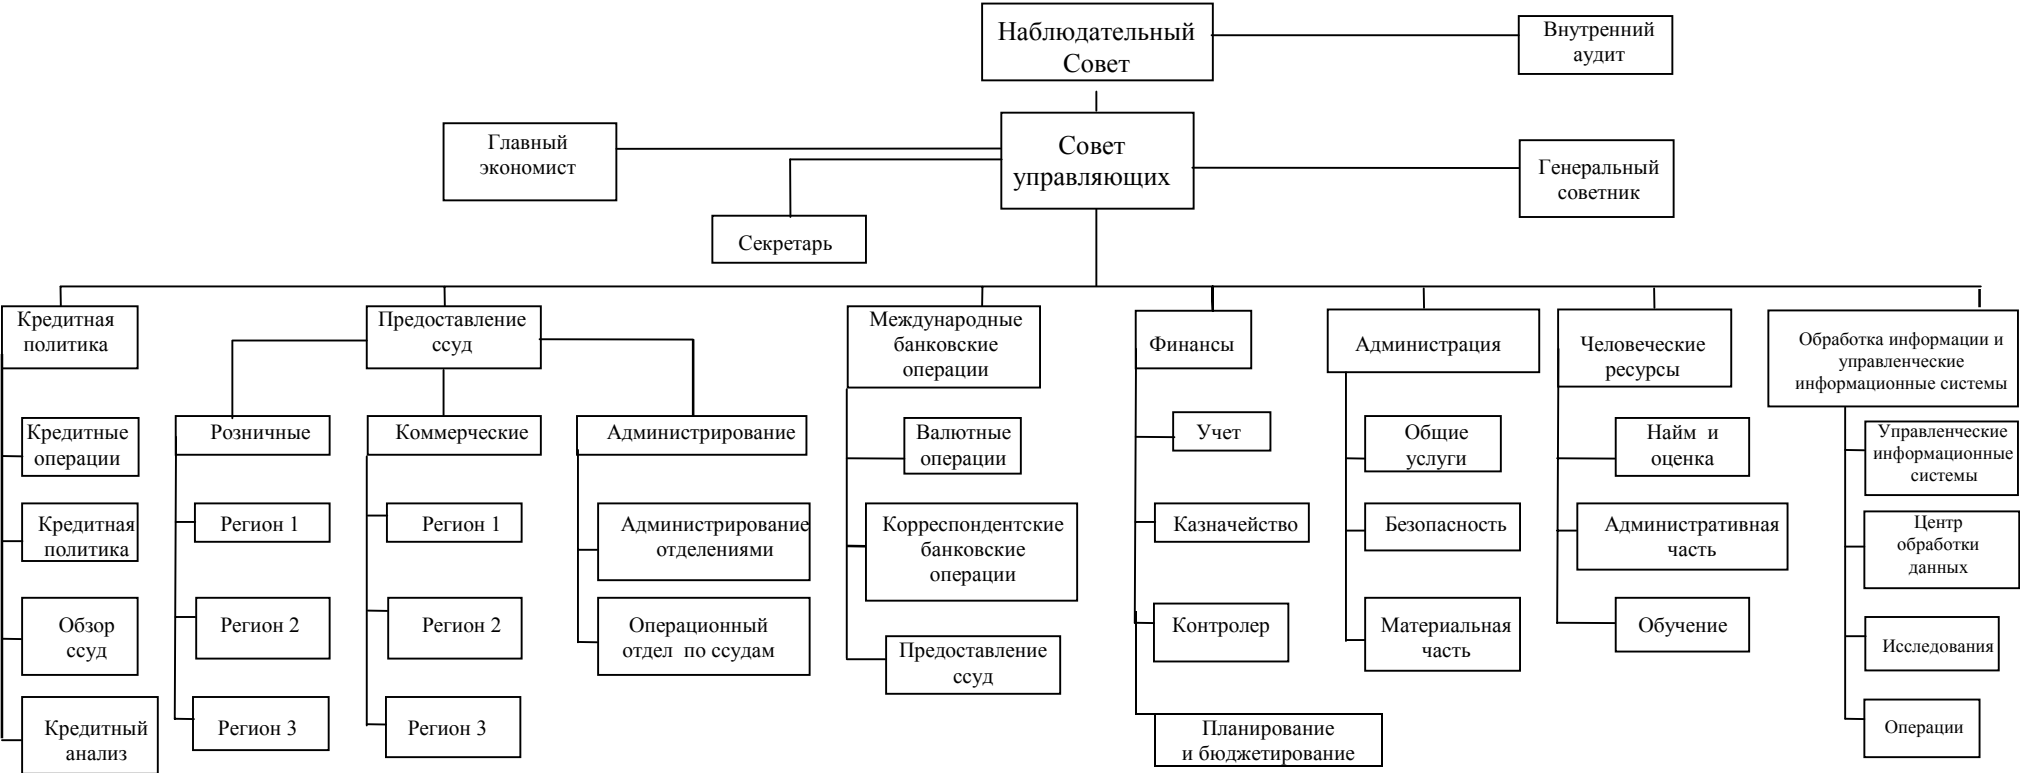 Наблюдательный
Совет
Внутренний
аудит
Главный
экономист
Совет
управляющих
Генеральный
советник
Секретарь
Кредитная
политика
Предоставление
ссуд
Международные
банковские
операции
Финансы
Администрация
Человеческие
ресурсы
Обработка информации и
управленческие
информационные системы
Кредитные
операции
Кредитная
политика
Обзор
ссуд
Кредитный
анализ
Розничные
Регион 1
Регион 2
Регион 3
Коммерческие
Регион 1
Регион 2
Регион 3
Администрирование
Администрирование
отделениями
Операционный
отдел по ссудам
Валютные
операции
Корреспондентские
банковские
операции
Предоставление
ссуд
Учет
Казначейство
Контролер
Планирование
и бюджетирование
Общие
услуги
Безопасность
Материальная
часть
Найм и
оценка
Административная
часть
Обучение
Управленческие
информационные
системы
Центр
обработки
данных
Исследования
Операции